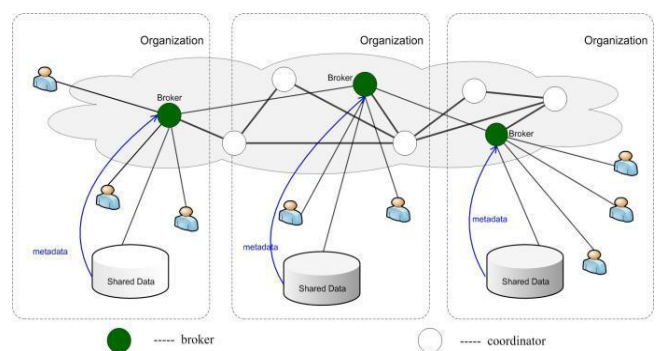 Organization
Organization
Organization
Broker
Broker
Broker
metadata
metadata
metadata
Shared Data
Shared Data
Shared Data
----- broker
----- coordinator